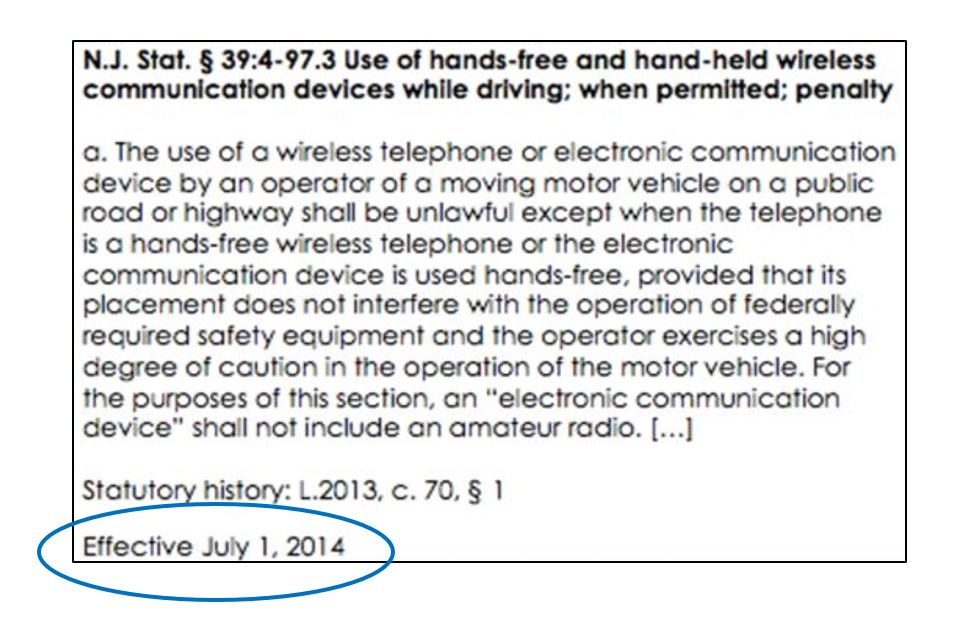 N.J. Stat. § 39:4-97.3 Use of hands-free and hand-held wireless
communication devices while driving; when permitted; penalty
a. The use of a wireless telephone or electronic communication
device by an operator of a moving motor vehicle on a public
road or highway shall be unlawful except when the telephone
is a hands-free wireless telephone or the electronic
communication device is used hands-free, provided that its
placement does not interfere with the operation of federally
required safety equipment and the operator exercises a high
degree of caution in the operation of the motor vehicle. For
the purposes of this section, an “electronic communication
device” shall not include an amateur radio. [...]
Statutory history: L.2013, c. 70, § 1
Effective July 1, 2014